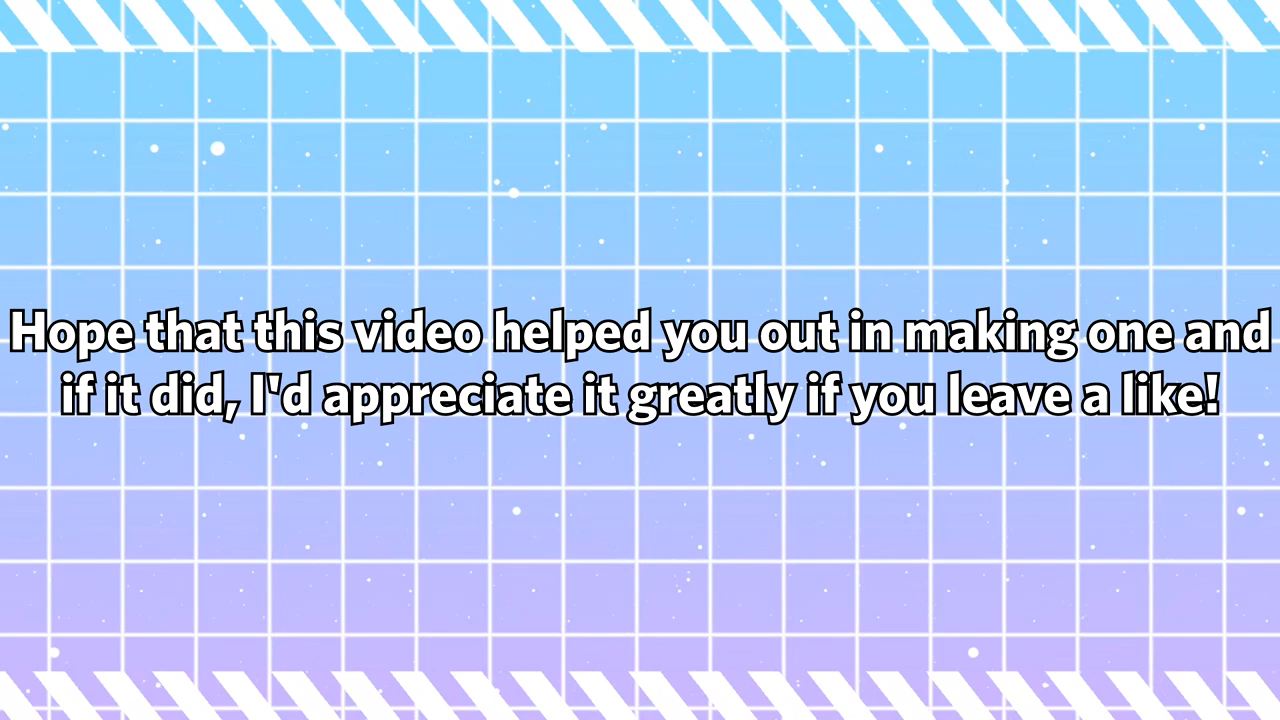 Hope that this video helped you out in making one and
if it did, I'd appreciate it greatly if you leave a like!